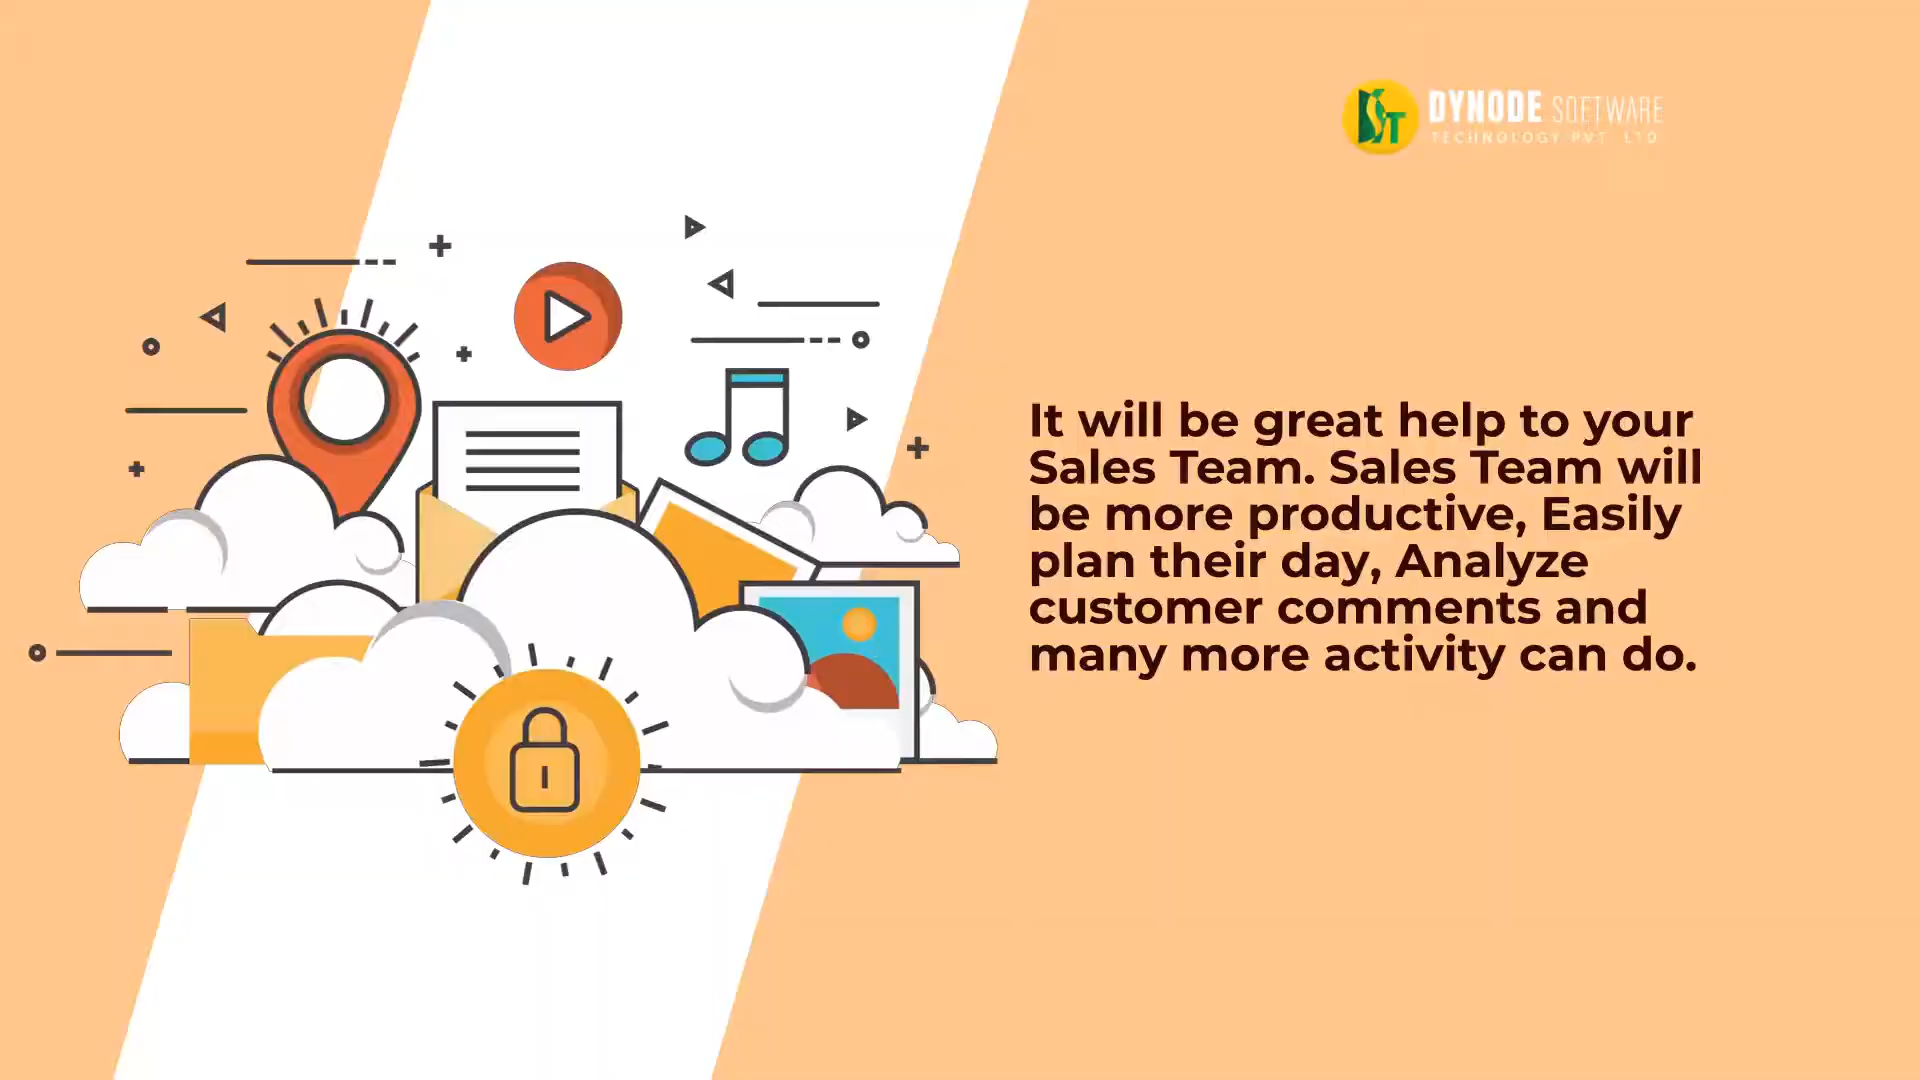 DYNODE SOFTWARE
TECHNOLOGY PVT. LTD.
It will be great help to your
Sales Team. Sales Team will
be more productive, Easily
plan their day, Analyze
customer comments and
many more activity can do.